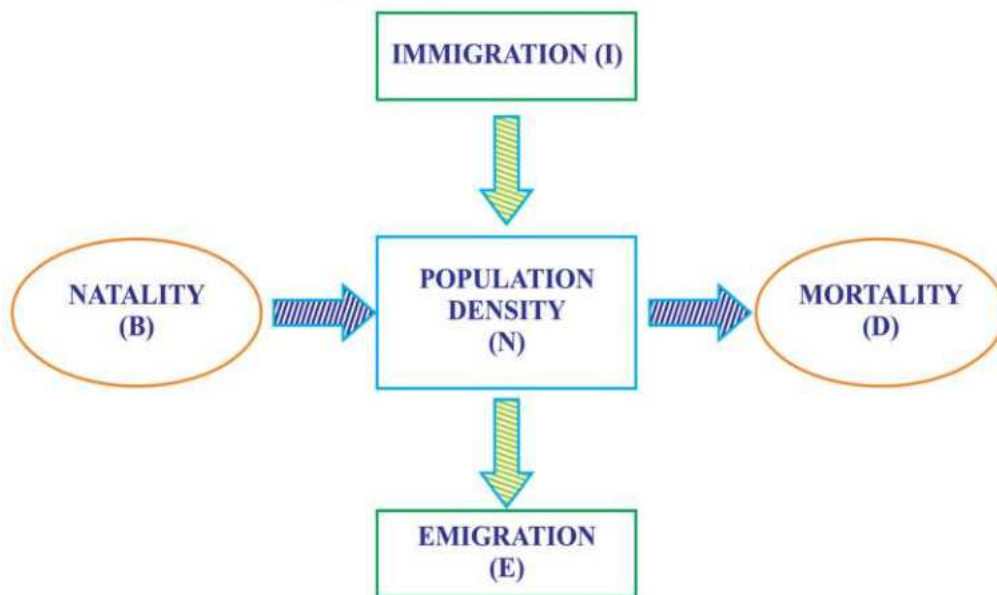 IMMIGRATION (I)
NATALITY
(B)
POPULATION
DENSITY
(N)
MORTALITY
(D)
EMIGRATION
(E)